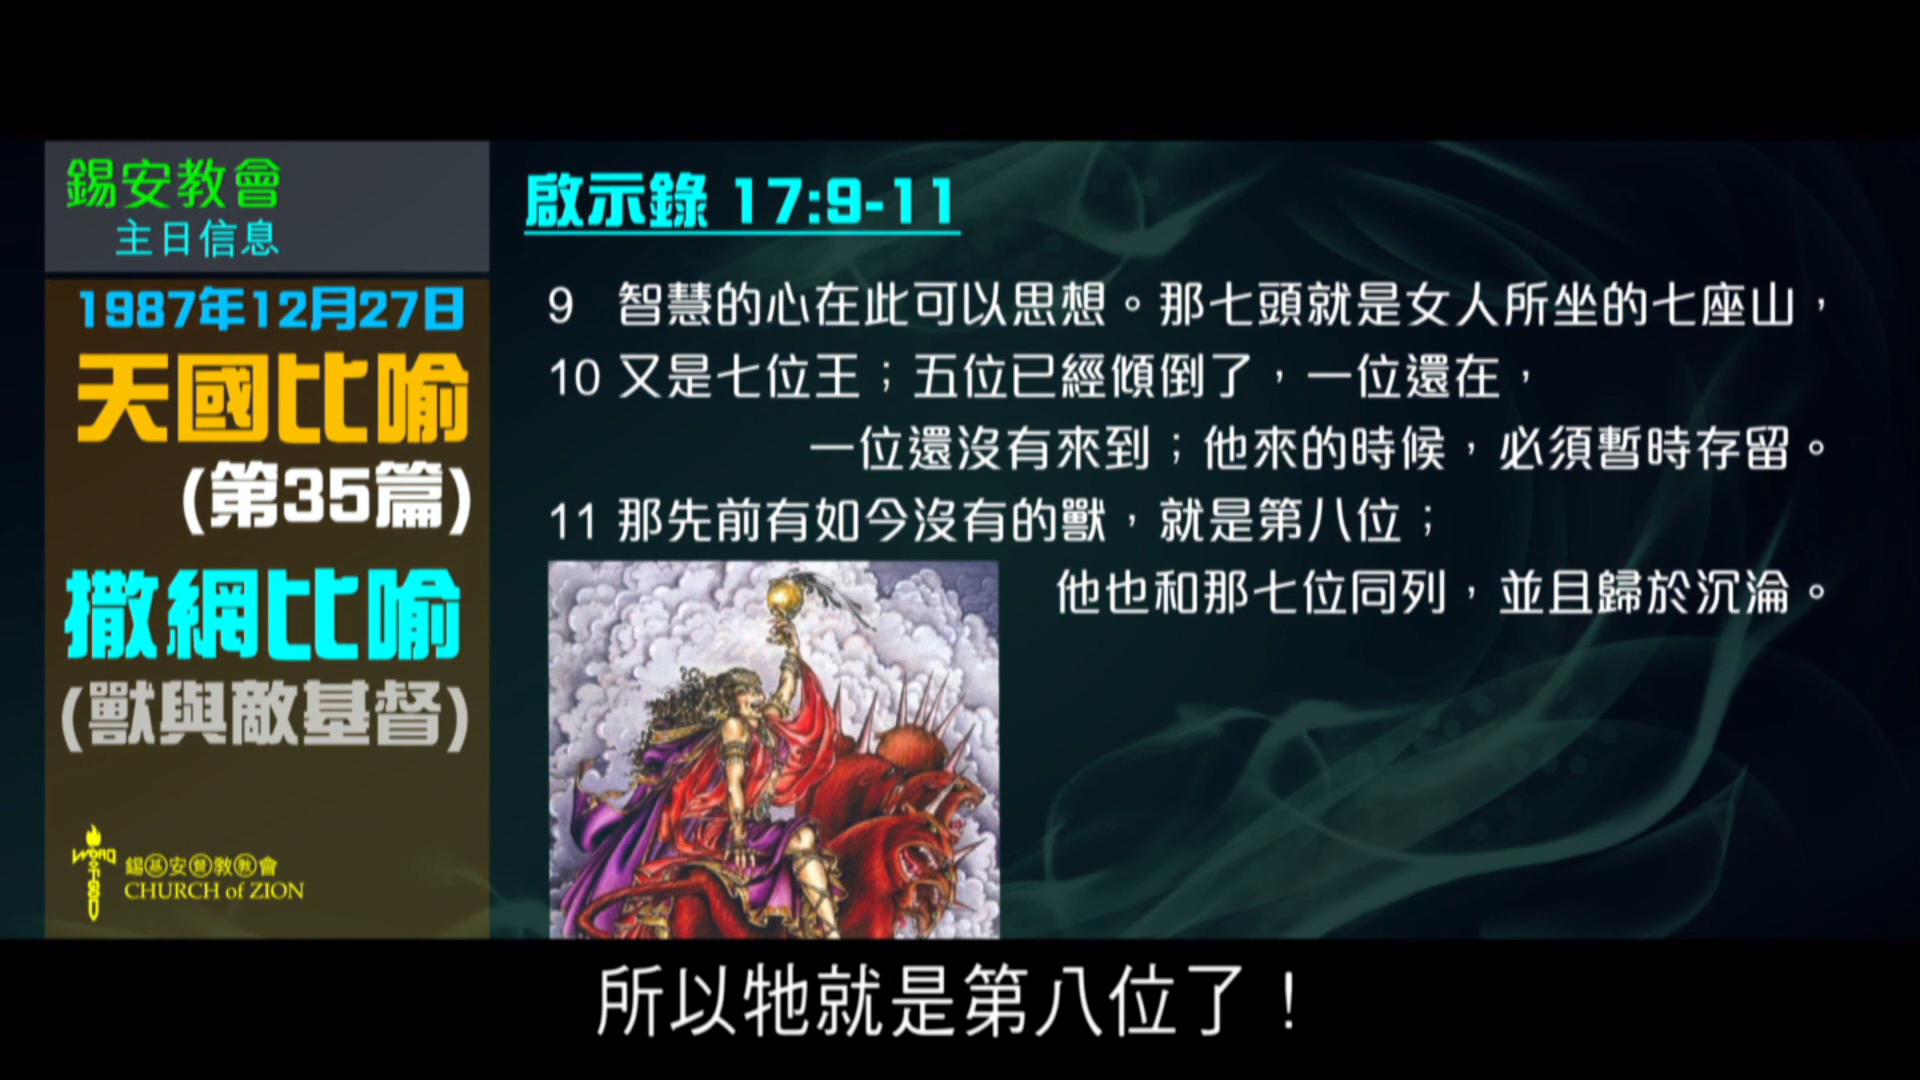 錫安教會
主日信息
1987年12月27日
天國比喻
(第35篇)
撒網比喻
(獸與敵基督)
WORD OF GOD
錫基安督教教會
CHURCH of ZION
啟示錄 17:9-11
9 智慧的心在此可以思想。那七頭就是女人所坐的七座山，
10 又是七位王；五位已經傾倒了，一位還在，
一位還沒有來到；他來的時候，必須暫時存留。
11 那先前有如今沒有的獸，就是第八位；
他也和那七位同列，並且歸於沉淪。
所以牠就是第八位了！